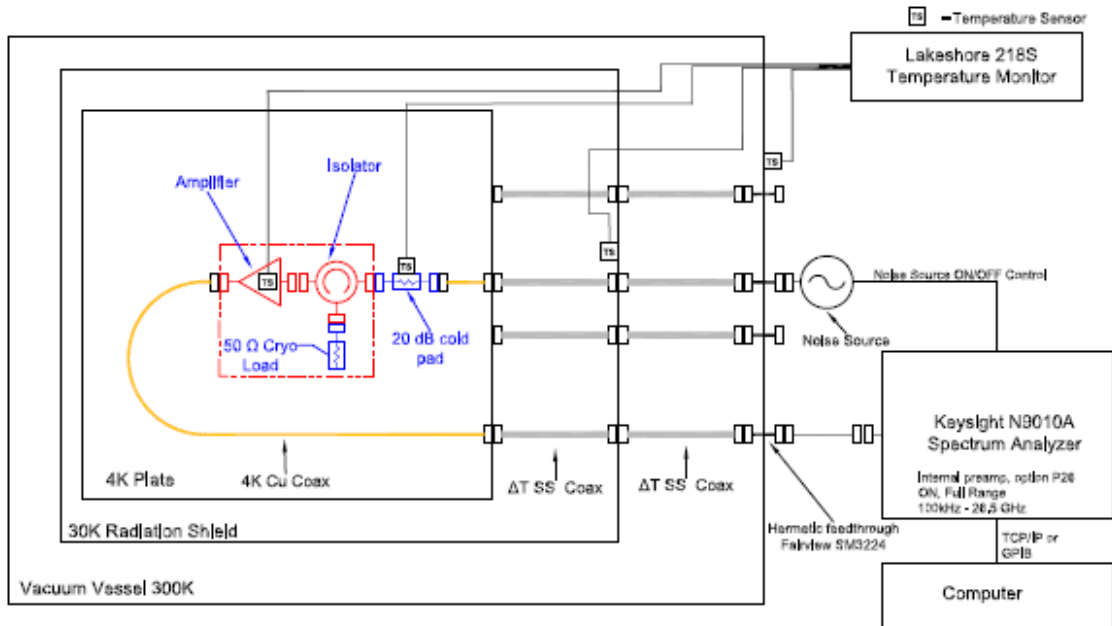 TS
=Temperature Sensor
Lakeshore 218S
Temperature Monitor
TS
Isolator
Amplifier
TS
TS
TS
Noise Source ON/OFF Control
50 Ω Cryo
Load
20 dB cold
pad
Noise Source
Keysight N9010A
Spectrum Analyzer
Internal preamp, option P26
ON, Full Range
100kHz - 26.5 GHz
4K Plate
4K Cu Coax
ΔT SS Coax
ΔT SS Coax
30K Radiation Shield
Hermetic feedthrough
Fairview SM3224
TCP/IP or
GPIB
Vacuum Vessel 300K
Computer